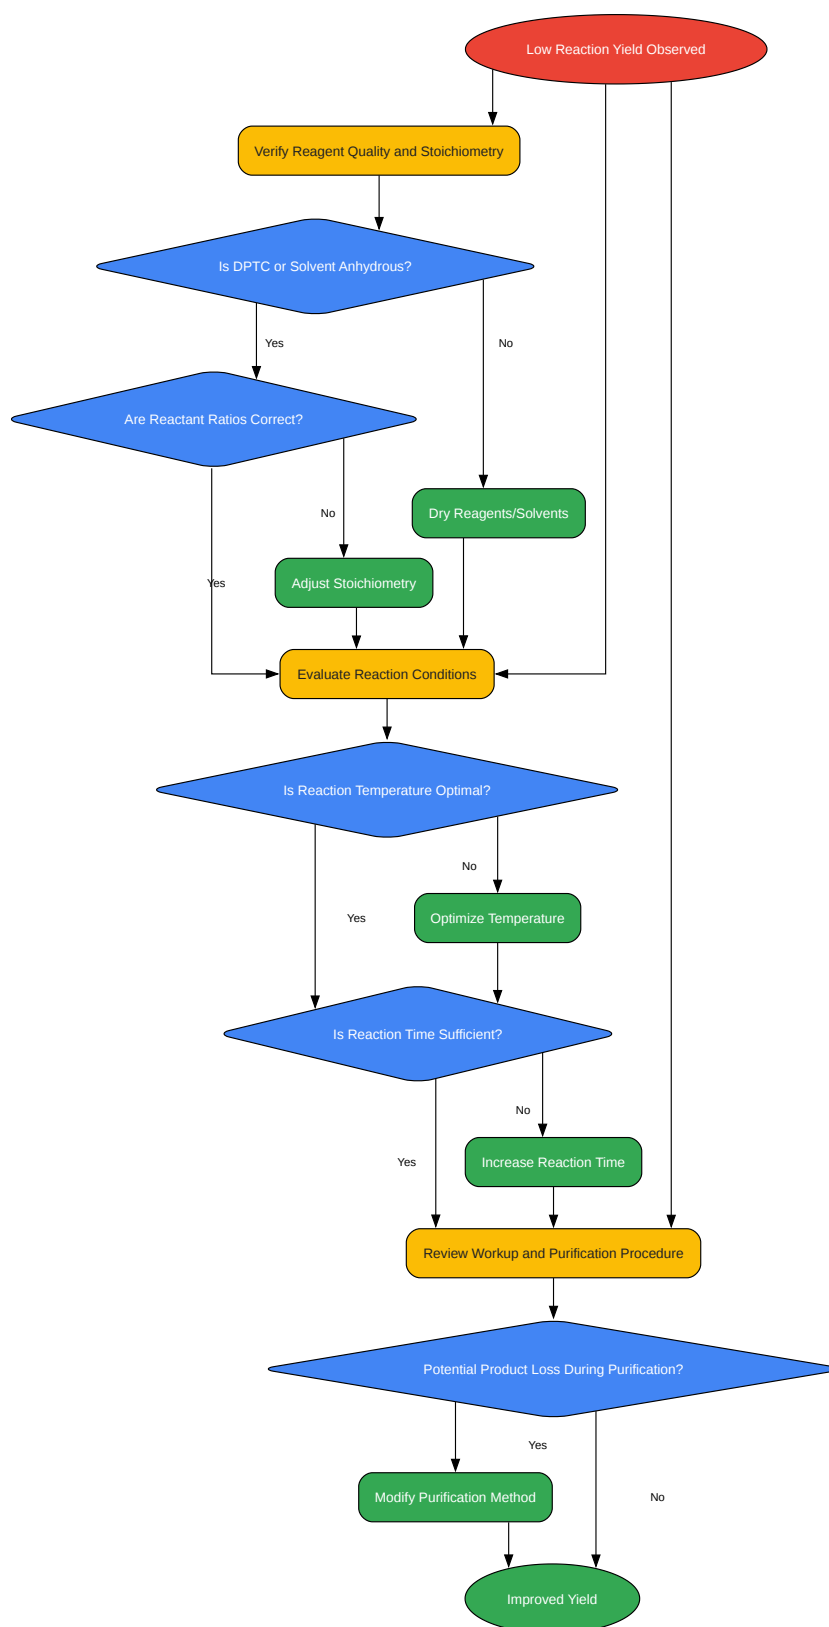 Low Reaction Yield Observed
Verify Reagent Quality and Stoichiometry
Is DPTC or Solvent Anhydrous?
Yes
No
Are Reactant Ratios Correct?
No
Dry Reagents/Solvents
Yes
Adjust Stoichiometry
Evaluate Reaction Conditions
Is Reaction Temperature Optimal?
No
Yes
Optimize Temperature
Is Reaction Time Sufficient?
No
Yes
Increase Reaction Time
Review Workup and Purification Procedure
Potential Product Loss During Purification?
Yes
Modify Purification Method
No
Improved Yield